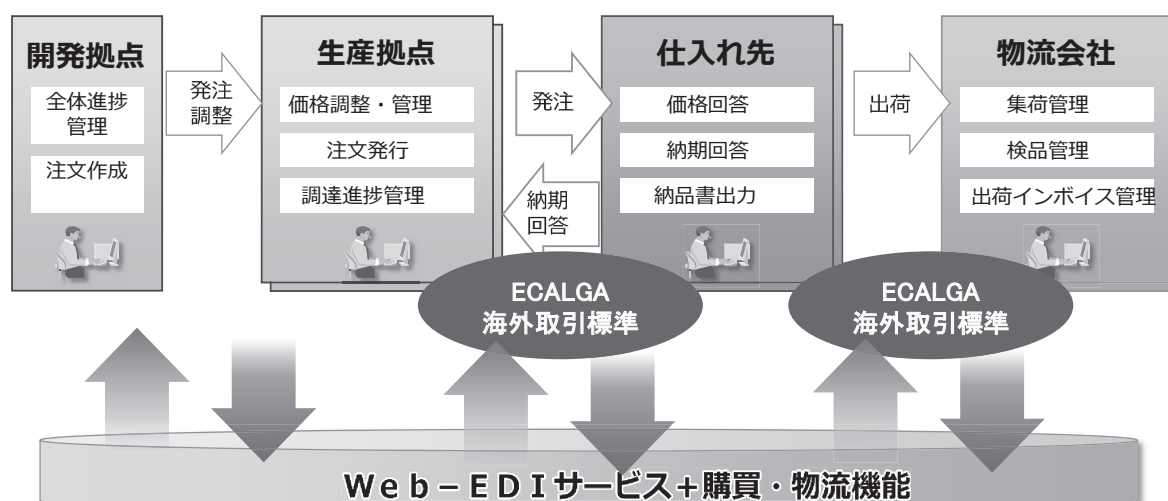 開発拠点
全体進捗
管理
注文作成
発注
調整
生産拠点
価格調整・管理
注文発行
調達進捗管理
発注
納期
回答
仕入れ先
価格回答
納期回答
納品書出力
出荷
物流会社
集荷管理
検品管理
出荷インボイス管理
ECALGA
海外取引標準
ECALGA
海外取引標準
Ｗｅｂ－ＥＤＩサービス＋購買・物流機能